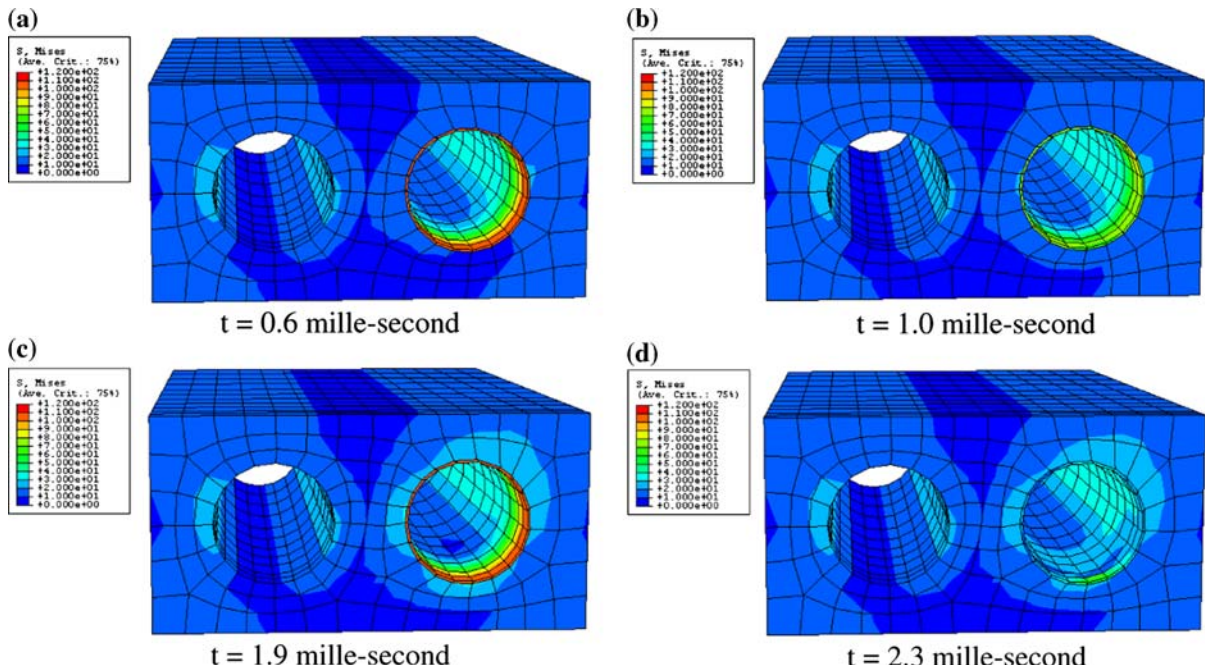 (a)
S, Mises
(Ave. Crit.: 75%)
+1.200e+02
+1.100e+02
+1.000e+02
+9.000e+01
+8.000e+01
+7.000e+01
+6.000e+01
+5.000e+01
+4.000e+01
+3.000e+01
+2.000e+01
+1.000e+01
+0.000e+00
t = 0.6 mille-second
(b)
S, Mises
(Ave. Crit.: 75%)
+1.200e+02
+1.100e+02
+1.000e+02
+9.000e+01
+8.000e+01
+7.000e+01
+6.000e+01
+5.000e+01
+4.000e+01
+3.000e+01
+2.000e+01
+1.000e+01
+0.000e+00
t = 1.0 mille-second
(c)
S, Mises
(Ave. Crit.: 75%)
+1.200e+02
+1.100e+02
+1.000e+02
+9.000e+01
+8.000e+01
+7.000e+01
+6.000e+01
+5.000e+01
+4.000e+01
+3.000e+01
+2.000e+01
+1.000e+01
+0.000e+00
t = 1.9 mille-second
(d)
S, Mises
(Ave. Crit.: 75%)
+1.200e+02
+1.100e+02
+1.000e+02
+9.000e+01
+8.000e+01
+7.000e+01
+6.000e+01
+5.000e+01
+4.000e+01
+3.000e+01
+2.000e+01
+1.000e+01
+0.000e+00
t = 2.3 mille-second